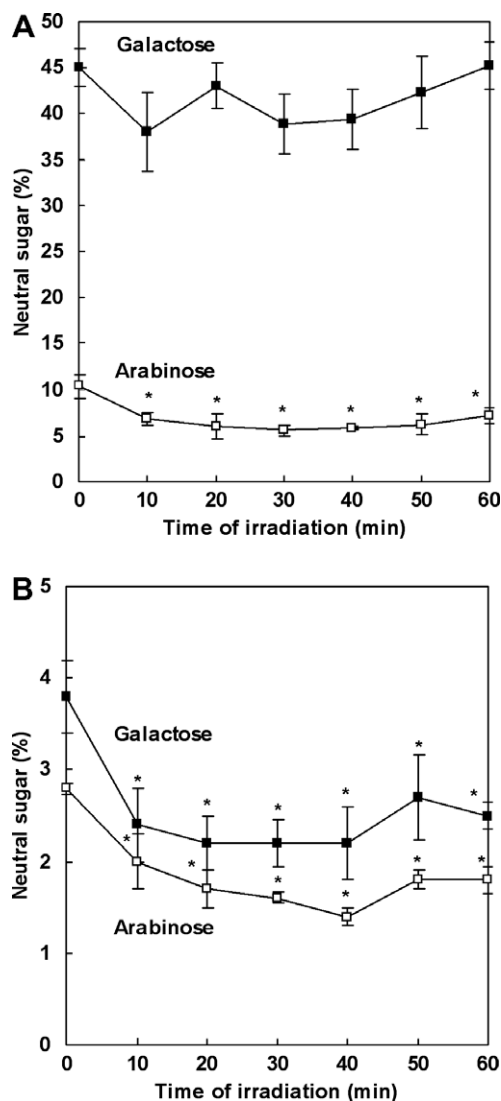 A
50
Galactose
45
40
35
30
25
Neutral sugar (%)
20
15
Arabinose
10
* * * * * *
5
0
0 10 20 30 40 50 60
Time of irradiation (min)
B
5
4
Galactose
* * * * * *
3
Neutral sugar (%)
* * * * * *
2
Arabinose
1
0
0 10 20 30 40 50 60
Time of irradiation (min)